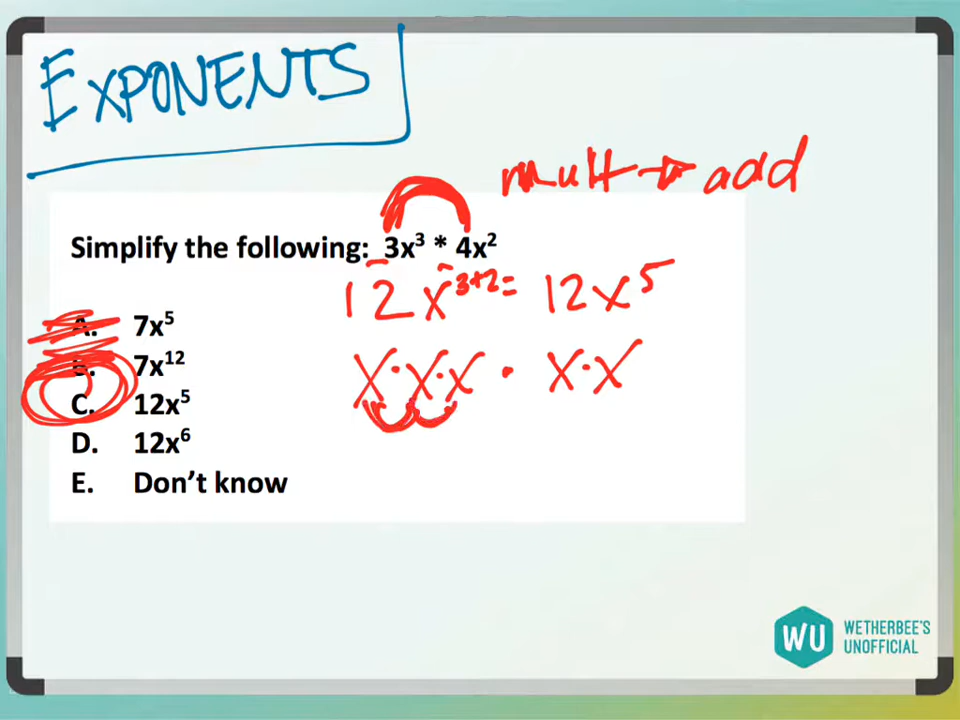 EXPONENTS
mult → add
Simplify the following: 3x³ * 4x²
12x³⁺² = 12x⁵
A. 7x⁵
x·x·x · x·x
B. 7x¹²
C. 12x⁵
D. 12x⁶
E. Don't know
WU WETHERBEE'S
UNOFFICIAL